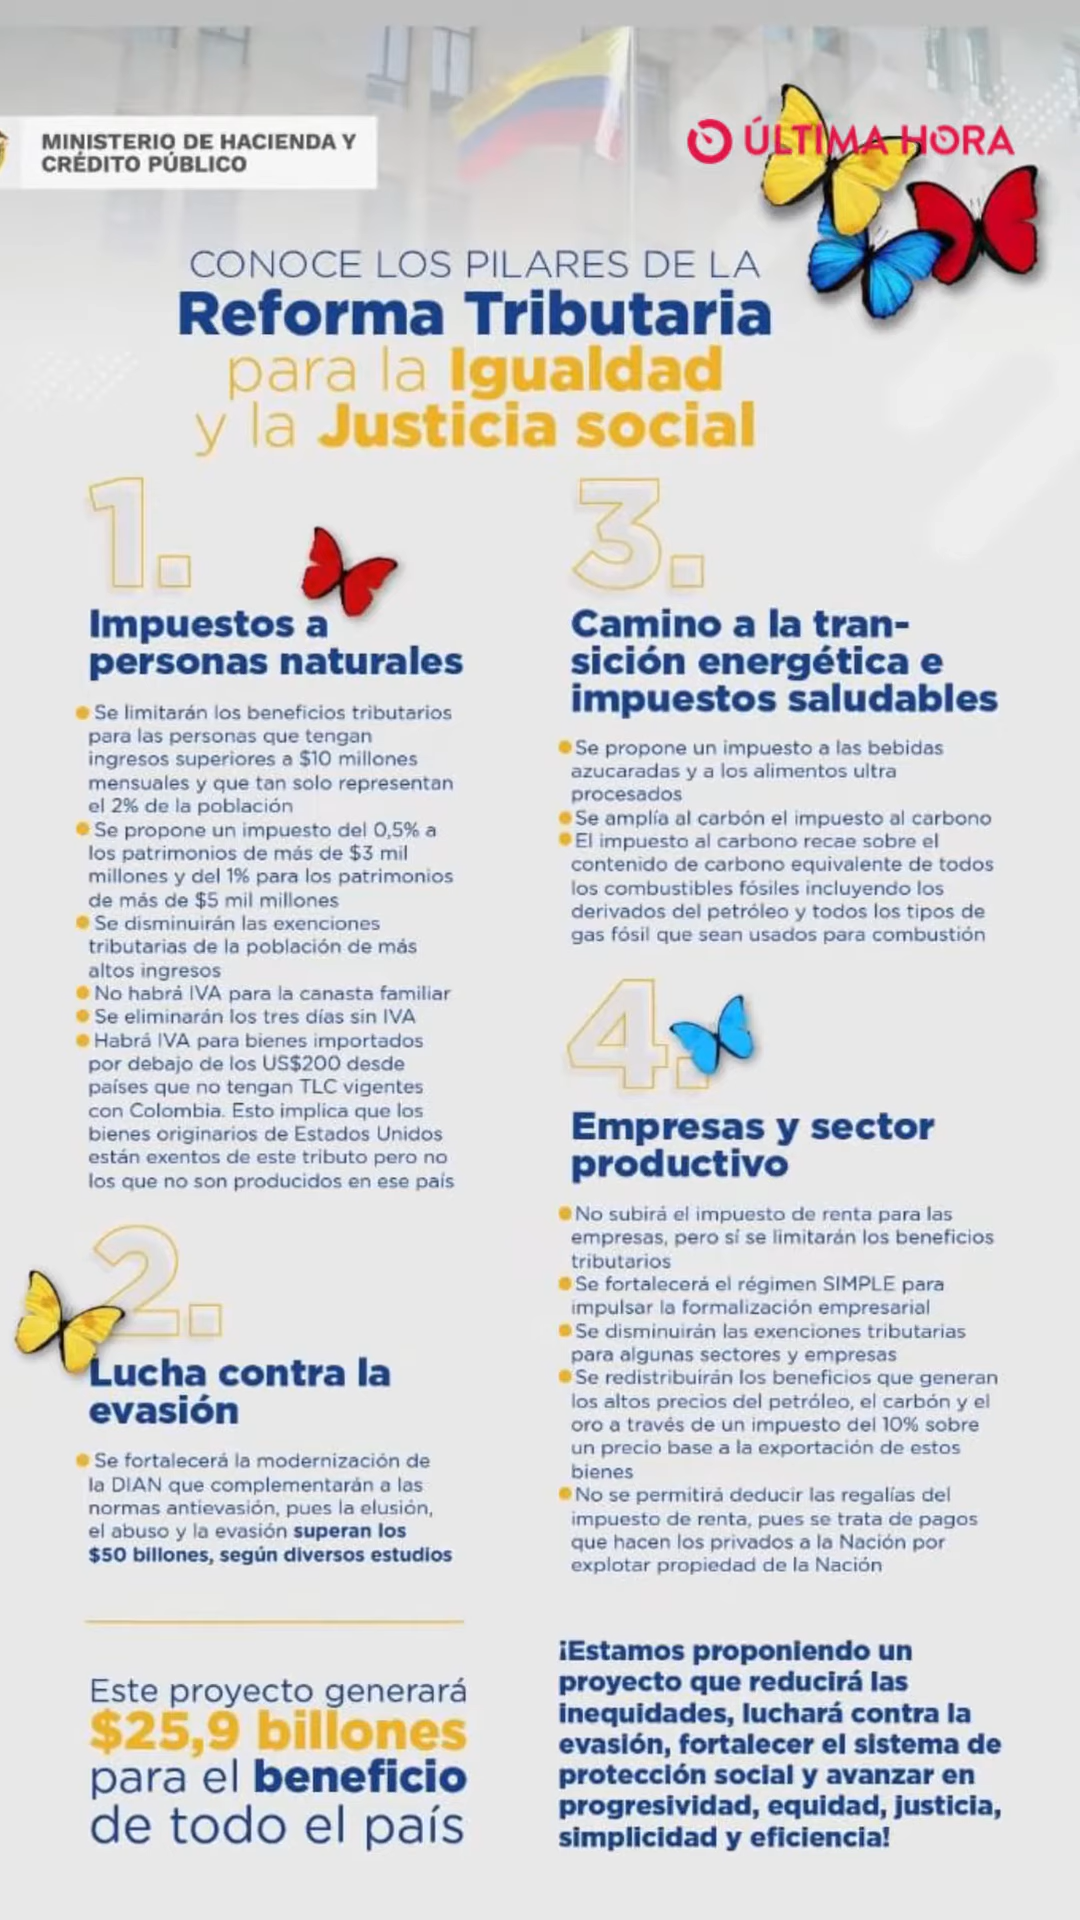 MINISTERIO DE HACIENDA Y
CRÉDITO PÚBLICO
ÚLTIMA HORA
CONOCE LOS PILARES DE LA
Reforma Tributaria
para la Igualdad
y la Justicia social
1.
Impuestos a
personas naturales
Se limitarán los beneficios tributarios
para las personas que tengan
ingresos superiores a $10 millones
mensuales y que tan solo representan
el 2% de la población
Se propone un impuesto del 0,5% a
los patrimonios de más de $3 mil
millones y del 1% para los patrimonios
de más de $5 mil millones
Se disminuirán las exenciones
tributarias de la población de más
altos ingresos
No habrá IVA para la canasta familiar
Se eliminarán los tres días sin IVA
Habrá IVA para bienes importados
por debajo de los US$200 desde
países que no tengan TLC vigentes
con Colombia. Esto implica que los
bienes originarios de Estados Unidos
están exentos de este tributo pero no
los que no son producidos en ese país
2.
Lucha contra la
evasión
Se fortalecerá la modernización de
la DIAN que complementarán a las
normas antievasión, pues la elusión,
el abuso y la evasión superan los
$50 billones, según diversos estudios
Este proyecto generará
$25,9 billones
para el beneficio
de todo el país
3.
Camino a la tran-
sición energética e
impuestos saludables
Se propone un impuesto a las bebidas
azucaradas y a los alimentos ultra
procesados
Se amplía al carbón el impuesto al carbono
El impuesto al carbono recae sobre el
contenido de carbono equivalente de todos
los combustibles fósiles incluyendo los
derivados del petróleo y todos los tipos de
gas fósil que sean usados para combustión
4.
Empresas y sector
productivo
No subirá el impuesto de renta para las
empresas, pero sí se limitarán los beneficios
tributarios
Se fortalecerá el régimen SIMPLE para
impulsar la formalización empresarial
Se disminuirán las exenciones tributarias
para algunas sectores y empresas
Se redistribuirán los beneficios que generan
los altos precios del petróleo, el carbón y el
oro a través de un impuesto del 10% sobre
un precio base a la exportación de estos
bienes
No se permitirá deducir las regalías del
impuesto de renta, pues se trata de pagos
que hacen los privados a la Nación por
explotar propiedad de la Nación
¡Estamos proponiendo un
proyecto que reducirá las
inequidades, luchará contra la
evasión, fortalecer el sistema de
protección social y avanzar en
progresividad, equidad, justicia,
simplicidad y eficiencia!